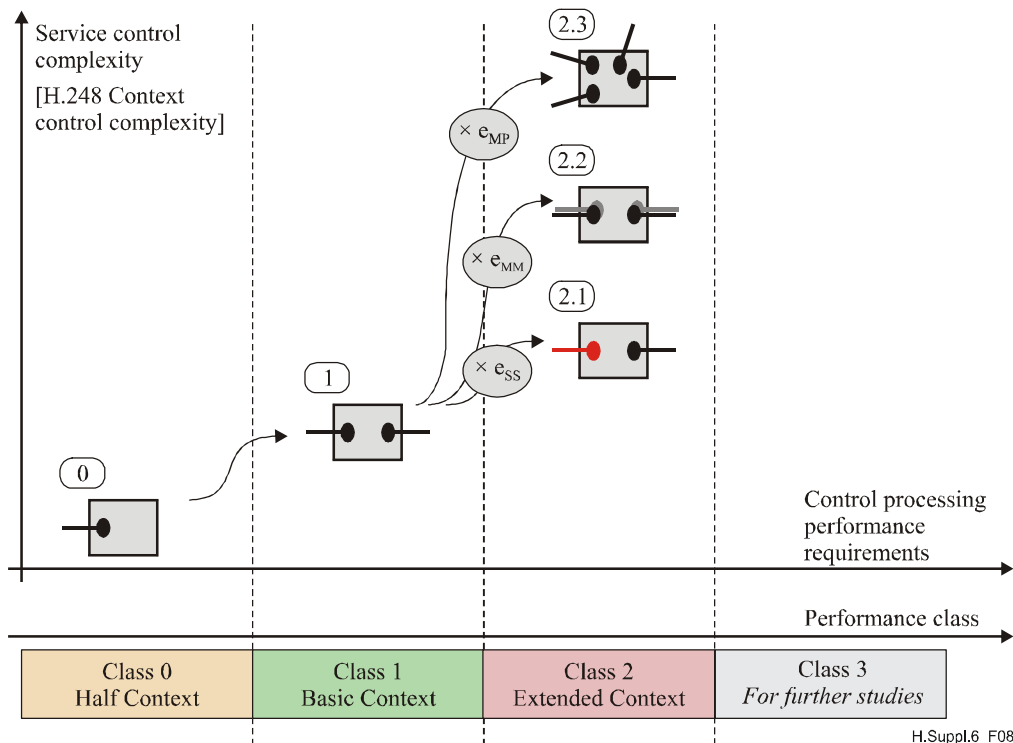 Service control
complexity
[H.248 Context
control complexity]
2.3
× eMP
2.2
× eMM
2.1
× eSS
1
0
Control processing
performance
requirements
Performance class
Class 0
Half Context
Class 1
Basic Context
Class 2
Extended Context
Class 3
For further studies
H.Suppl.6_F08